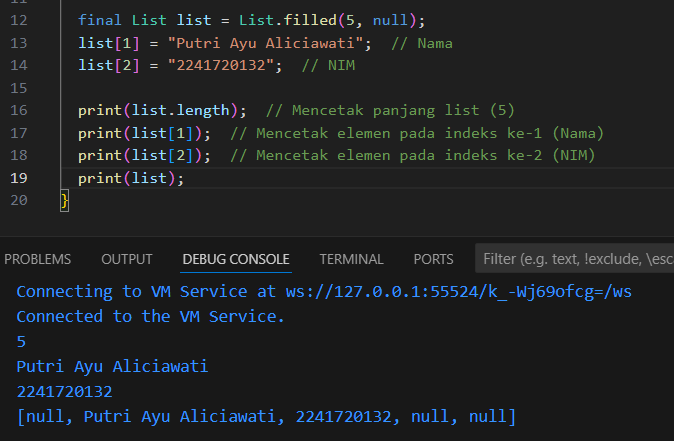 12 final List list = List.filled(5, null);
13 list[1] = "Putri Ayu Aliciawati"; // Nama
14 list[2] = "2241720132"; // NIM
15
16 print(list.length); // Mencetak panjang list (5)
17 print(list[1]); // Mencetak elemen pada indeks ke-1 (Nama)
18 print(list[2]); // Mencetak elemen pada indeks ke-2 (NIM)
19 print(list);
20 }
PROBLEMS OUTPUT DEBUG CONSOLE TERMINAL PORTS Filter (e.g. text, !exclude, \esc
Connecting to VM Service at ws://127.0.0.1:55524/k_-Wj69ofcg=/ws
Connected to the VM Service.
5
Putri Ayu Aliciawati
2241720132
[null, Putri Ayu Aliciawati, 2241720132, null, null]